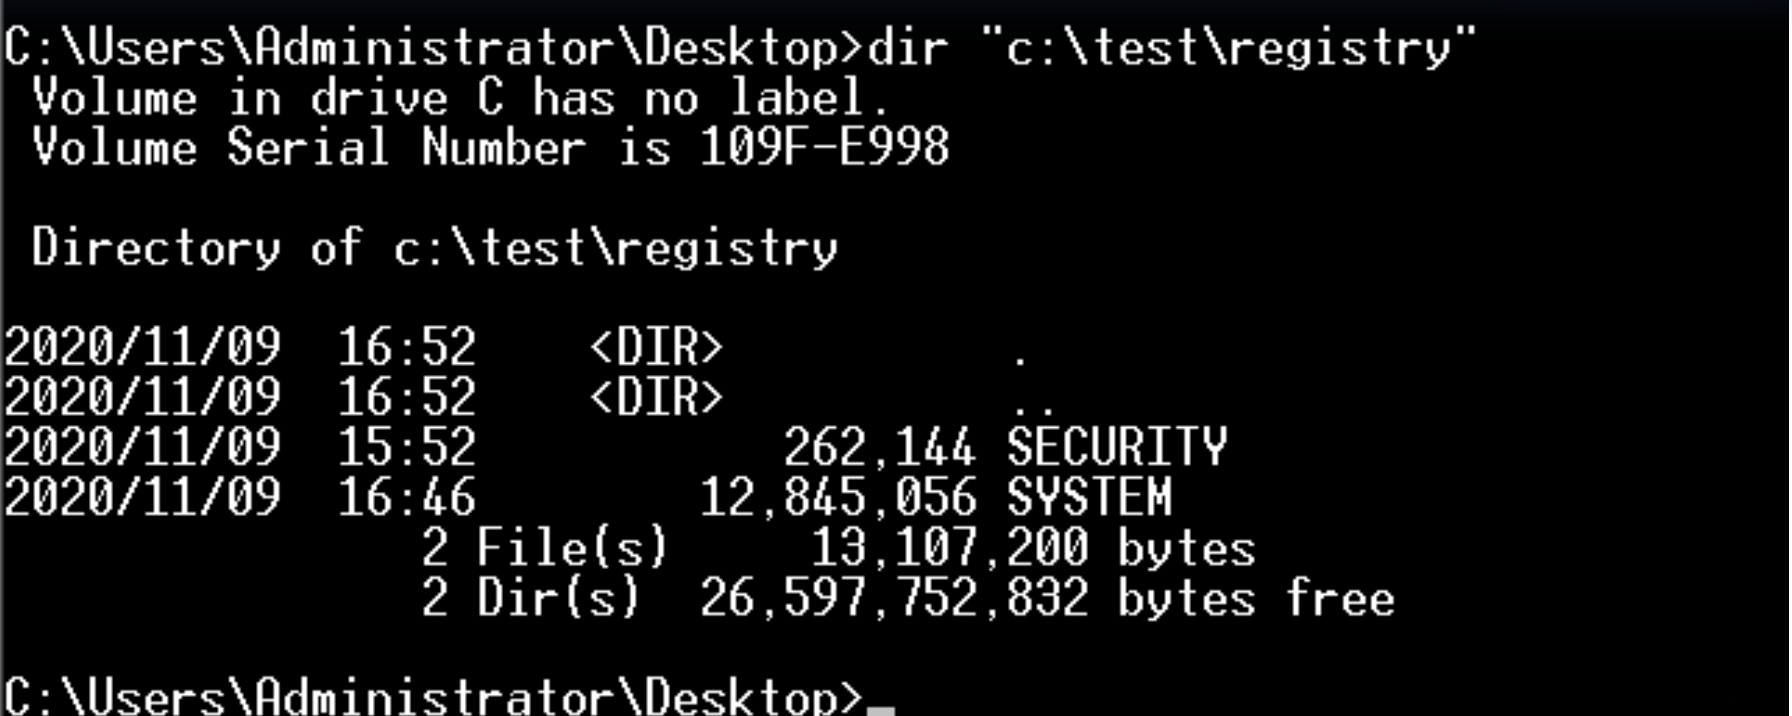 C:\Users\Administrator\Desktop>dir "c:\test\registry"
 Volume in drive C has no label.
 Volume Serial Number is 109F-E998

 Directory of c:\test\registry

2020/11/09  16:52    <DIR>          .
2020/11/09  16:52    <DIR>          ..
2020/11/09  15:52           262,144 SECURITY
2020/11/09  16:46        12,845,056 SYSTEM
               2 File(s)     13,107,200 bytes
               2 Dir(s)  26,597,752,832 bytes free

C:\Users\Administrator\Desktop>_